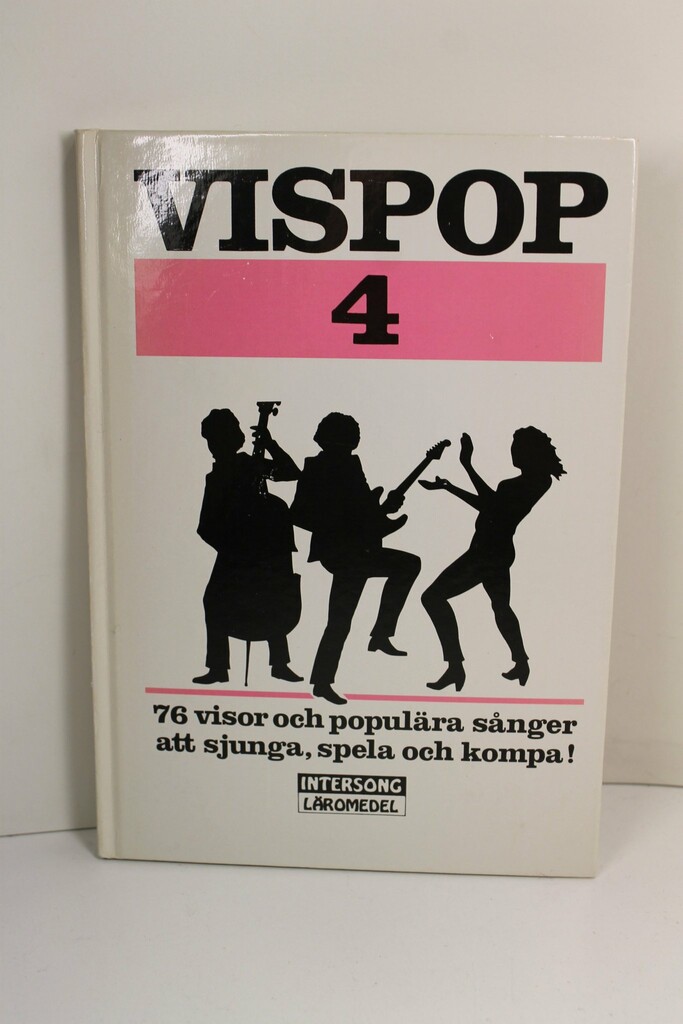 VISPOP
4
76 visor och populära sånger
att sjunga, spela och kompa!
INTERSONG
LÄROMEDEL